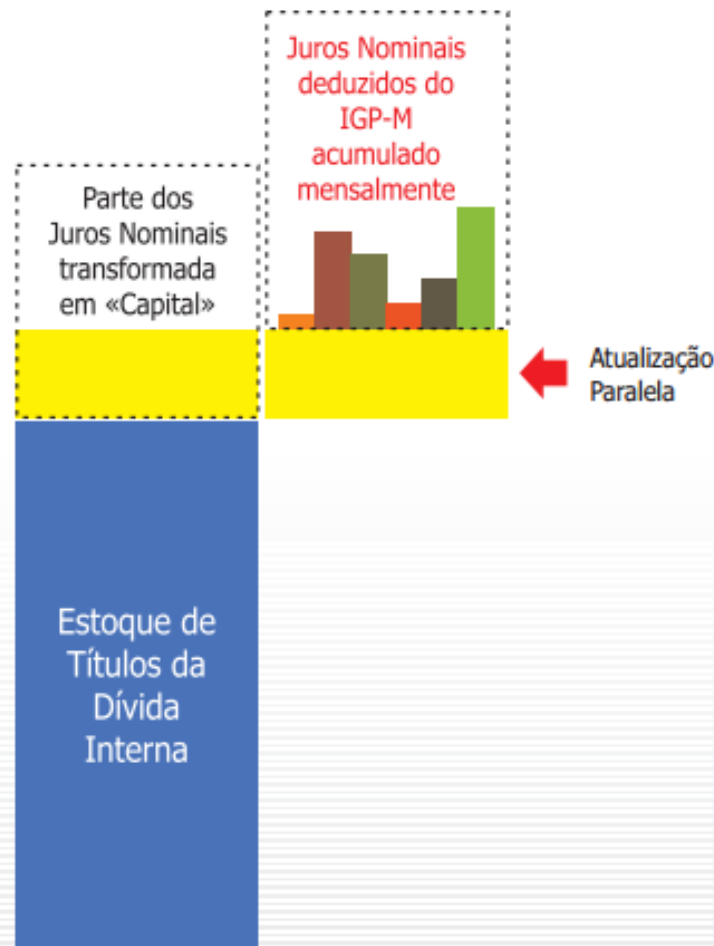 Juros Nominais
deduzidos do
IGP-M
acumulado
mensalmente
Parte dos
Juros Nominais
transformada
em «Capital»
Atualização
Paralela
Estoque de
Títulos da
Dívida
Interna